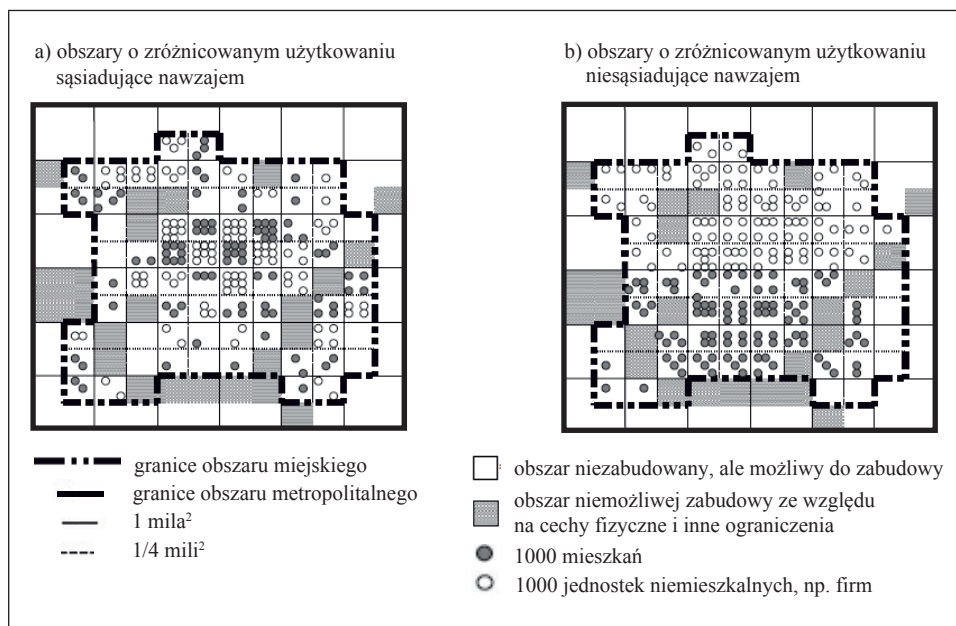 a) obszary o zróżnicowanym użytkowaniu
sąsiadujące nawzajem
b) obszary o zróżnicowanym użytkowaniu
niesąsiadujące nawzajem
granice obszaru miejskiego
granice obszaru metropolitalnego
1 mila²
1/4 mili²
obszar niezabudowany, ale możliwy do zabudowy
obszar niemożliwej zabudowy ze względu
na cechy fizyczne i inne ograniczenia
1000 mieszkań
1000 jednostek niemieszkalnych, np. firm